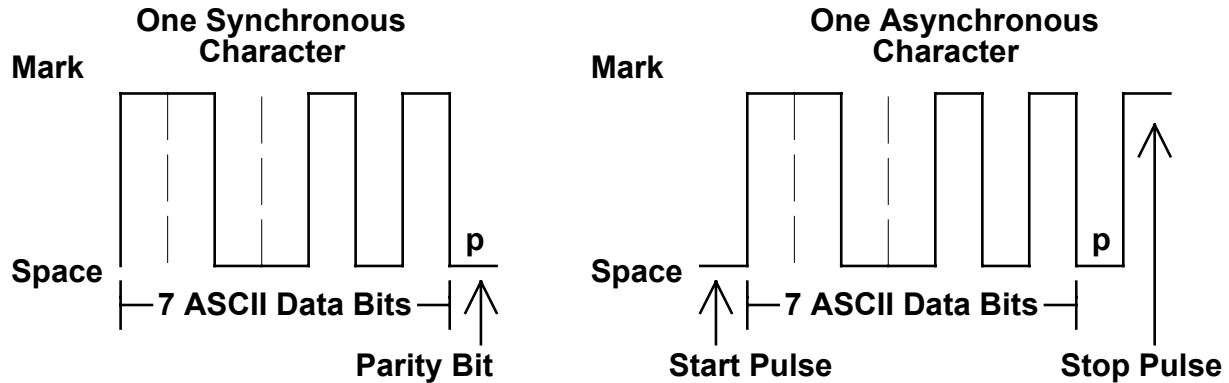 One Synchronous
Character
Mark
p
Space
7 ASCII Data Bits
Parity Bit
One Asynchronous
Character
Mark
p
Space
7 ASCII Data Bits
Start Pulse
Stop Pulse